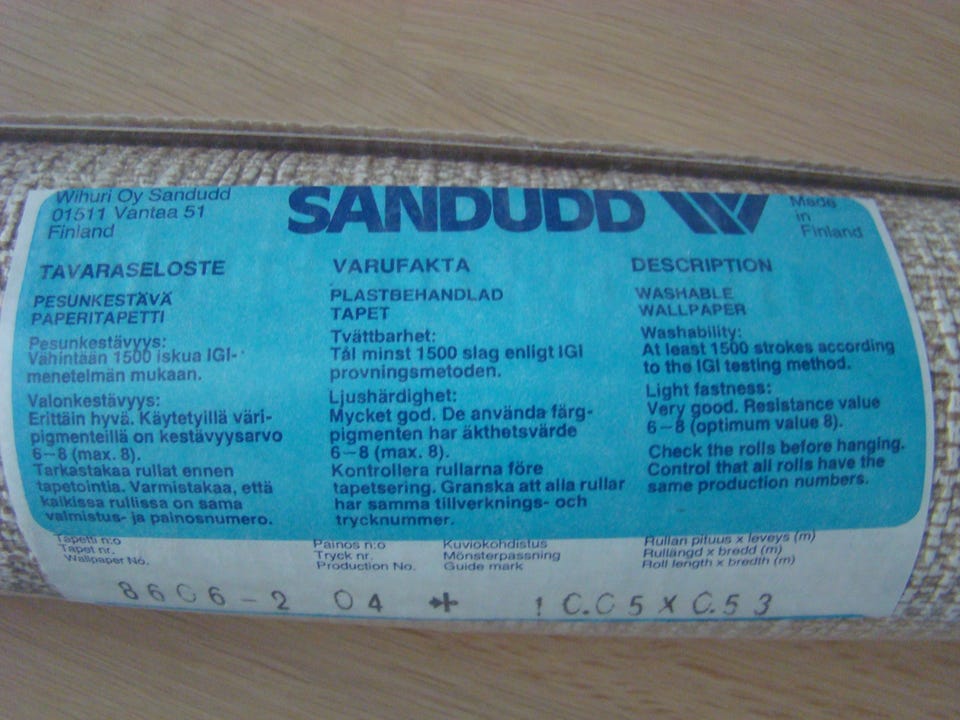 Wihuri Oy Sandudd
01511 Vantaa 51
Finland
SANDUDD
Made
in
Finland
TAVARASELOSTE
PESUNKESTÄVÄ
PAPERITAPETTI
Pesunkestävyys:
Vähintään 1500 iskua IGI-
menetelmän mukaan.
Valonkestävyys:
Erittäin hyvä. Käytetyillä väri-
pigmenteillä on kestävyysarvo
6–8 (max. 8).
Tarkastakaa rullat ennen
tapetointia. Varmistakaa, että
kaikissa rullissa on sama
valmistus- ja painosnumero.
VARUFAKTA
PLASTBEHANDLAD
TAPET
Tvättbarhet:
Tål minst 1500 slag enligt IGI
provningsmetoden.
Ljushärdighet:
Mycket god. De använda färg-
pigmenten har äkthetsvärde
6–8 (max. 8).
Kontrollera rullarna före
tapetsering. Granska att alla rullar
har samma tillverknings- och
trycknummer.
DESCRIPTION
WASHABLE
WALLPAPER
Washability:
At least 1500 strokes according
to the IGI testing method.
Light fastness:
Very good. Resistance value
6–8 (optimum value 8).
Check the rolls before hanging.
Control that all rolls have the
same production numbers.
Tapetti n:o
Tapet nr.
Wallpaper No.
8606-2
Painos n:o
Tryck nr.
Production No.
04
Kuviokohdistus
Mönsterpassning
Guide mark
Rullan pituus x leveys (m)
Rullängd x bredd (m)
Roll length x bredth (m)
10.05 X 0.53